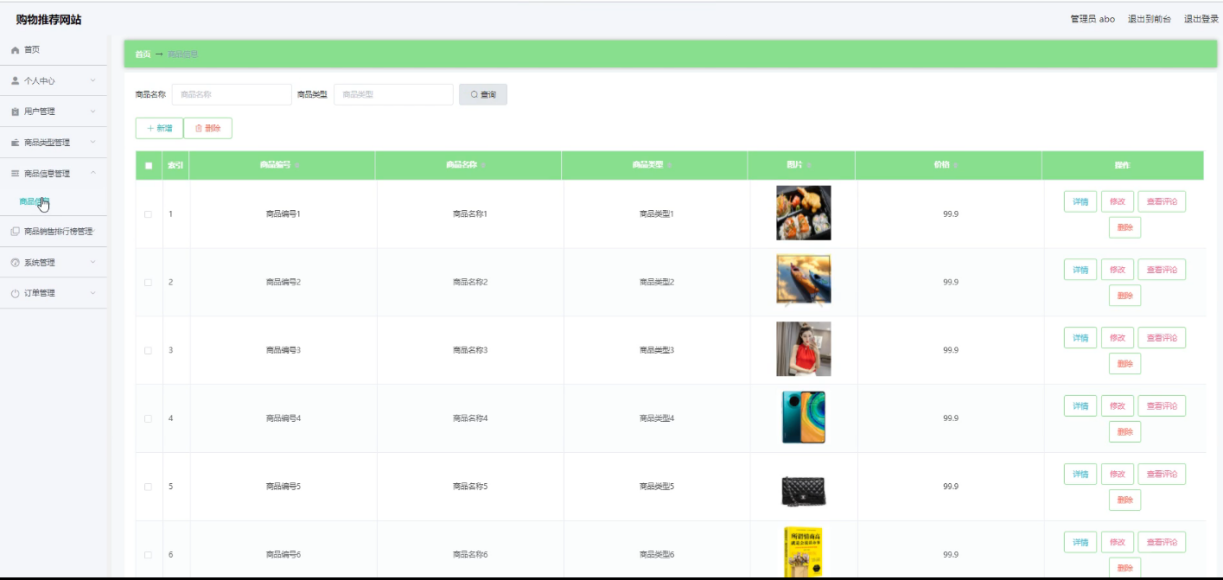 购物推荐网站
管理员 abo 退出到前台 退出登录
首页
个人中心
用户管理
商品类型管理
商品信息管理
商品信息
商品销售排行榜管理
系统管理
订单管理
首页 → 商品信息
商品名称 商品名称 商品类型 商品类型 查询
+ 新增 删除
索引 商品编号 商品名称 商品类型 图片 价格 操作
1 商品编号1 商品名称1 商品类型1 99.9 详情 修改 查看评论
删除
2 商品编号2 商品名称2 商品类型2 99.9 详情 修改 查看评论
删除
3 商品编号3 商品名称3 商品类型3 99.9 详情 修改 查看评论
删除
4 商品编号4 商品名称4 商品类型4 99.9 详情 修改 查看评论
删除
5 商品编号5 商品名称5 商品类型5 99.9 详情 修改 查看评论
删除
6 商品编号6 商品名称6 商品类型6 99.9 详情 修改 查看评论
删除